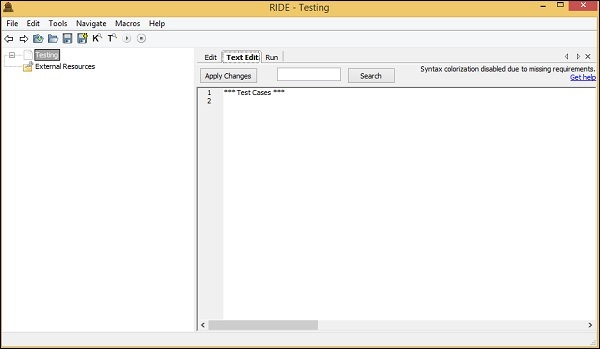 RIDE - Testing
File Edit Tools Navigate Macros Help
K T
Testing
External Resources
Edit Text Edit Run
Apply Changes Search
Syntax colorization disabled due to missing requirements.
Get help
1 *** Test Cases ***
2